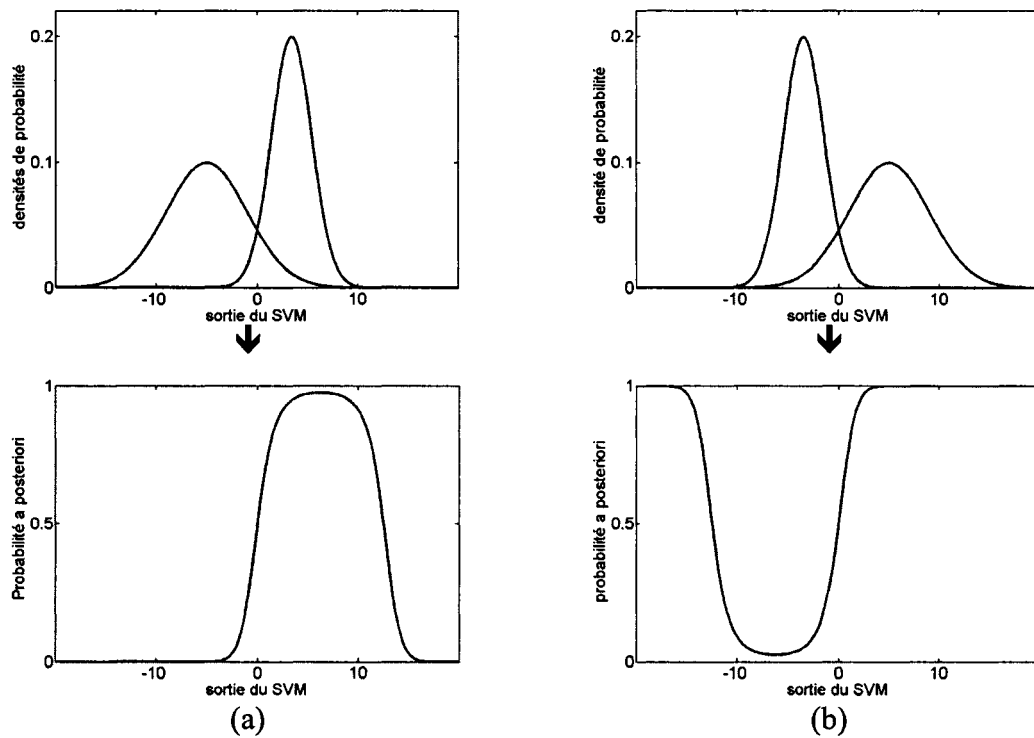 0.2
0.1
0
densités de probabilité
-10 0 10
sortie du SVM
0.2
0.1
0
densité de probabilité
-10 0 10
sortie du SVM
1
0.5
0
Probabilité a posteriori
-10 0 10
sortie du SVM
(a)
1
0.5
0
probabilité a posteriori
-10 0 10
sortie du SVM
(b)